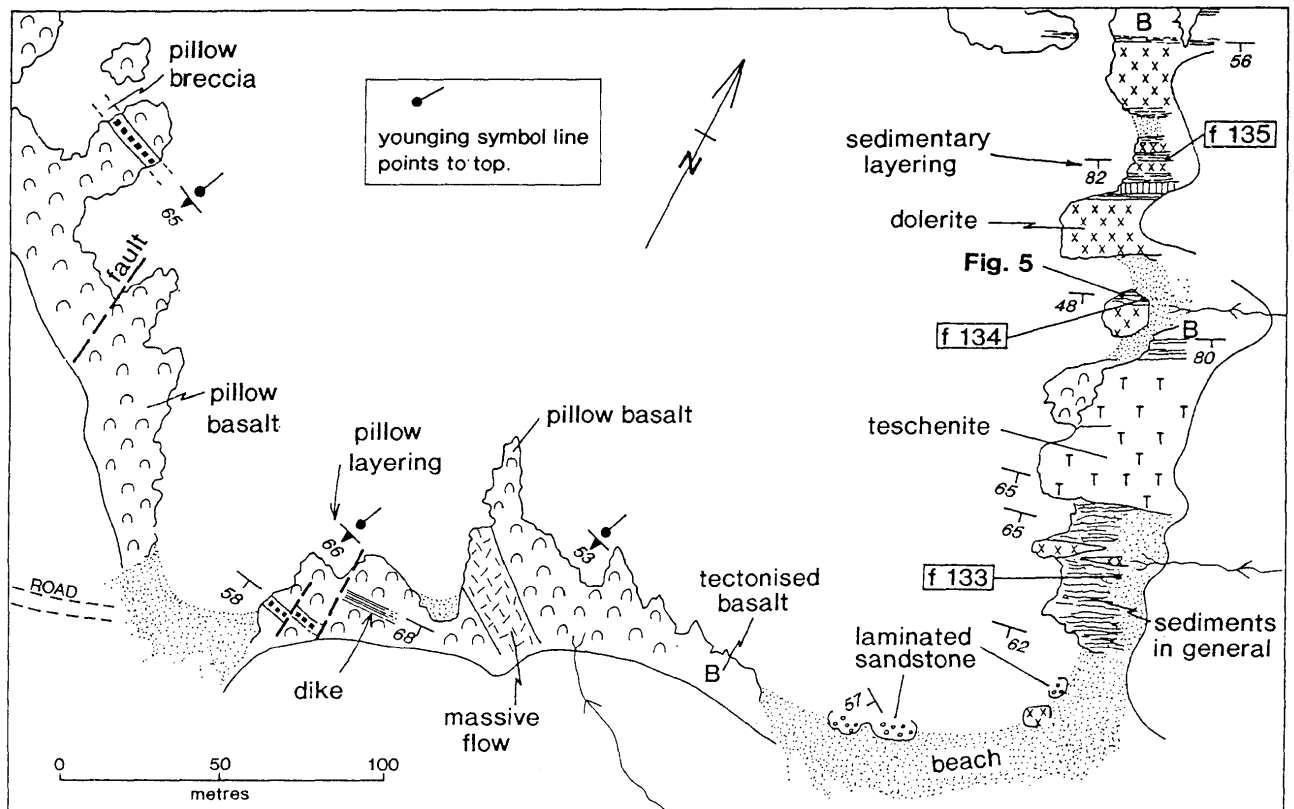 pillow
breccia
65
fault
pillow
basalt
younging symbol line
points to top.
N
B
56
sedimentary
layering
82
f 135
dolerite
Fig. 5
48
f 134
B
80
teschenite
65
65
f 133
sediments
in general
62
pillow
layering
66
pillow basalt
53
tectonised
basalt
ROAD
58
68
dike
massive
flow
B
laminated
sandstone
57
beach
0 50 100
metres